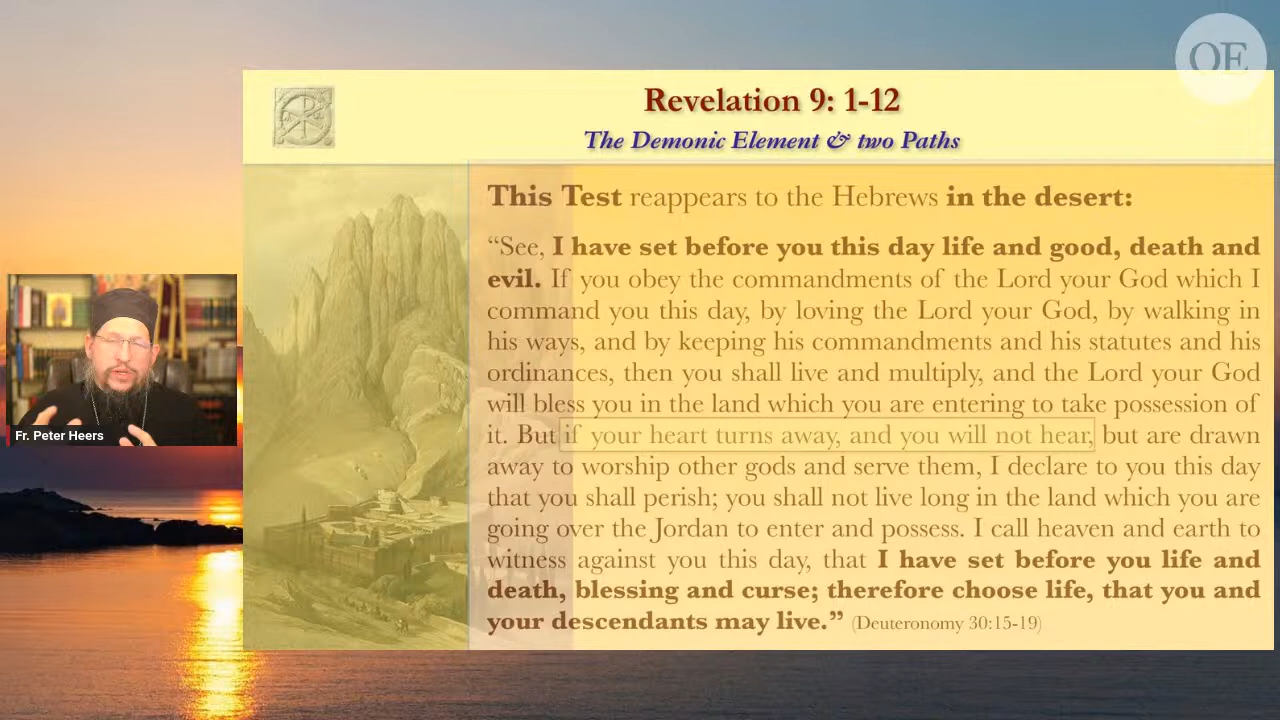 OE
Revelation 9: 1-12
The Demonic Element & two Paths
This Test reappears to the Hebrews in the desert:
“See, I have set before you this day life and good, death and
evil. If you obey the commandments of the Lord your God which I
command you this day, by loving the Lord your God, by walking in
his ways, and by keeping his commandments and his statutes and his
ordinances, then you shall live and multiply, and the Lord your God
will bless you in the land which you are entering to take possession of
it. But if your heart turns away, and you will not hear, but are drawn
away to worship other gods and serve them, I declare to you this day
that you shall perish; you shall not live long in the land which you are
going over the Jordan to enter and possess. I call heaven and earth to
witness against you this day, that I have set before you life and
death, blessing and curse; therefore choose life, that you and
your descendants may live.” (Deuteronomy 30:15-19)
Fr. Peter Heers